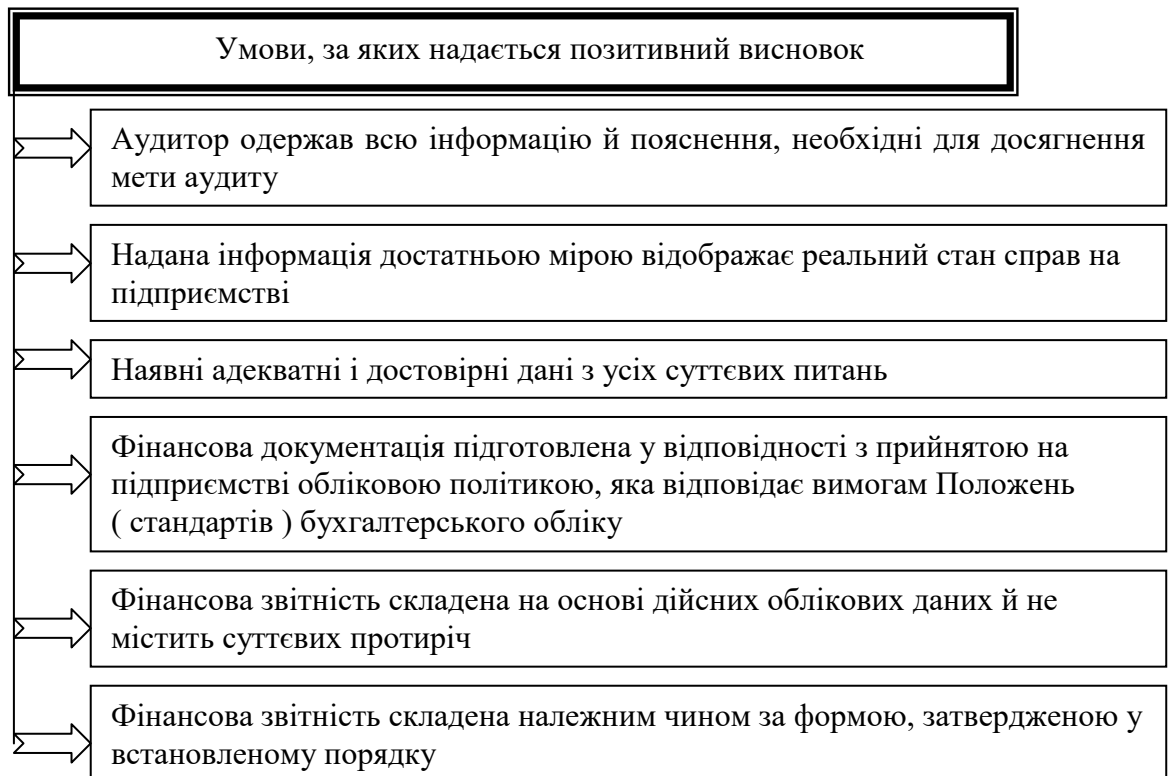 Умови, за яких надається позитивний висновок
Аудитор одержав всю інформацію й пояснення, необхідні для досягнення
мети аудиту
Надана інформація достатньою мірою відображає реальний стан справ на
підприємстві
Наявні адекватні і достовірні дані з усіх суттєвих питань
Фінансова документація підготовлена у відповідності з прийнятою на
підприємстві обліковою політикою, яка відповідає вимогам Положень
( стандартів ) бухгалтерського обліку
Фінансова звітність складена на основі дійсних облікових даних й не
містить суттєвих протиріч
Фінансова звітність складена належним чином за формою, затвердженою у
встановленому порядку